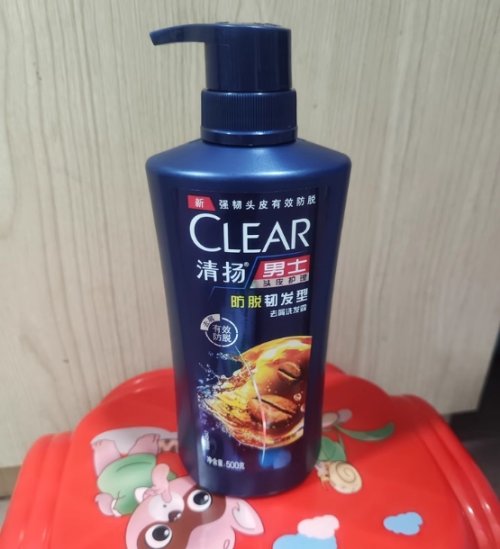 新 强韧头皮有效防脱
CLEAR
清扬® 男士
头皮护理
防脱韧发型
去屑洗发露
有效
防脱
净含量:500克